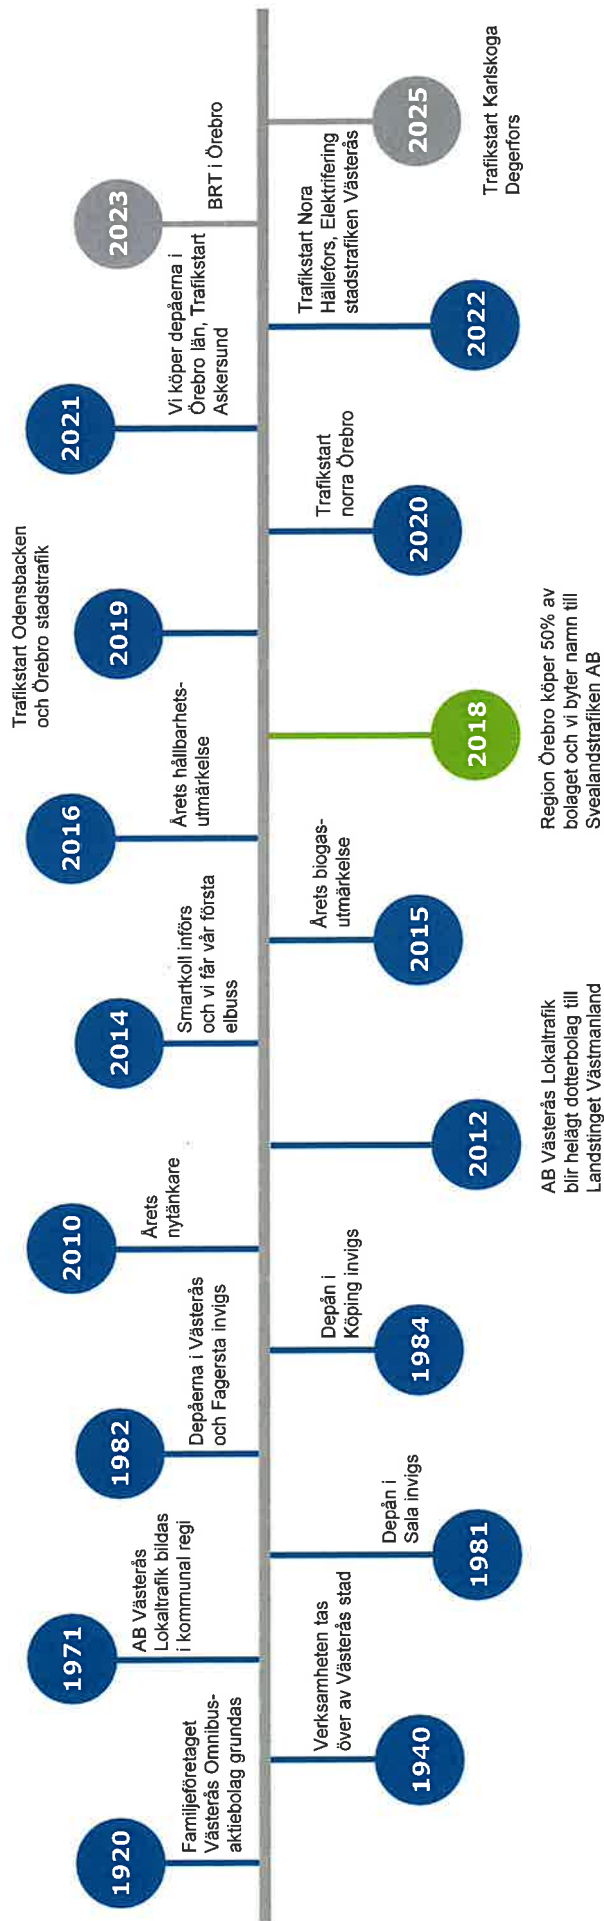 1920
Familjeföretaget
Västerås Omnibus-
aktiebolag grundas
1940
Verksamheten tas
över av Västerås stad
1971
AB Västerås
Lokaltrafik bildas
i kommunal regi
1981
Depån i
Sala invigs
1982
Depåerna i Västerås
och Fagersta invigs
1984
Depån i
Köping invigs
2010
Årets
nytänkare
2012
AB Västerås Lokaltrafik
blir helägt dotterbolag till
Landstinget Västmanland
2014
Smartkoll införs
och vi får vår första
elbuss
2015
Årets biogas-
utmärkelse
2016
Årets hållbarhets-
utmärkelse
2018
Region Örebro köper 50% av
bolaget och vi byter namn till
Svealandstrafiken AB
2019
Trafikstart Odensbacken
och Örebro stadstrafik
2020
Trafikstart
norra Örebro
2021
Vi köper depåerna i
Örebro län, Trafikstart
Askersund
2022
Trafikstart Nora
Hällefors, Elektrifering
stadstrafiken Västerås
2023
BRT i Örebro
2025
Trafikstart Karlskoga
Degerfors